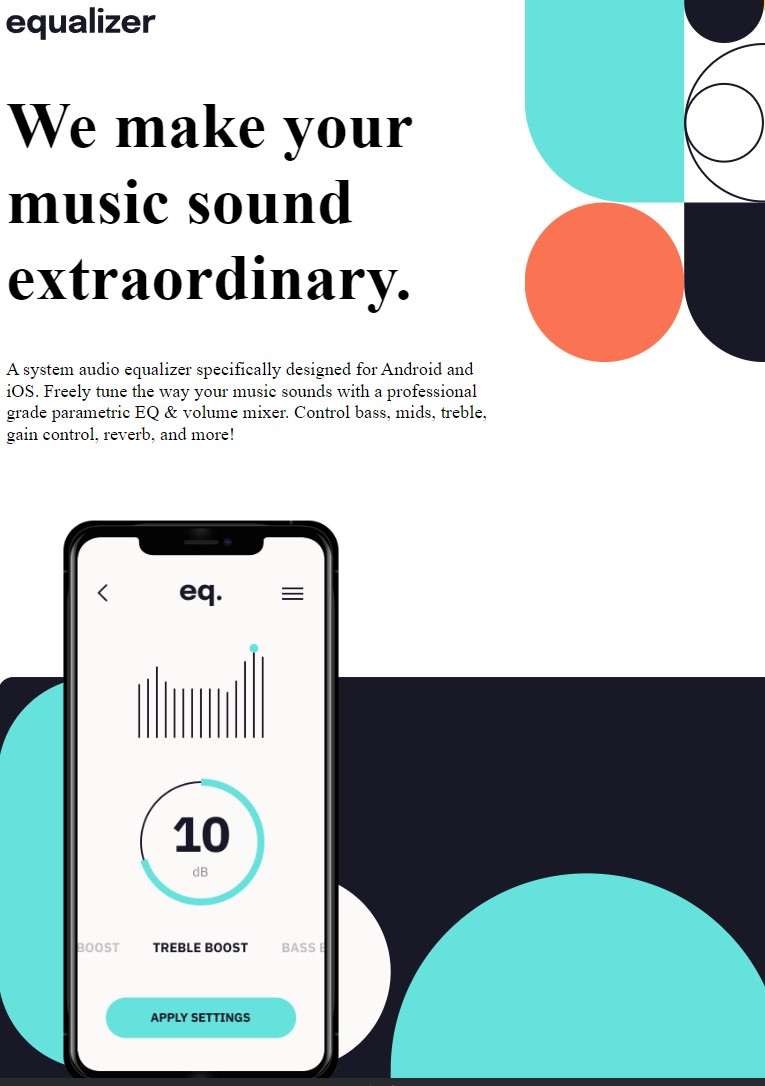 equalizer
We make your
music sound
extraordinary.
A system audio equalizer specifically designed for Android and
iOS. Freely tune the way your music sounds with a professional
grade parametric EQ & volume mixer. Control bass, mids, treble,
gain control, reverb, and more!
eq.
10
dB
BOOST TREBLE BOOST BASS
APPLY SETTINGS